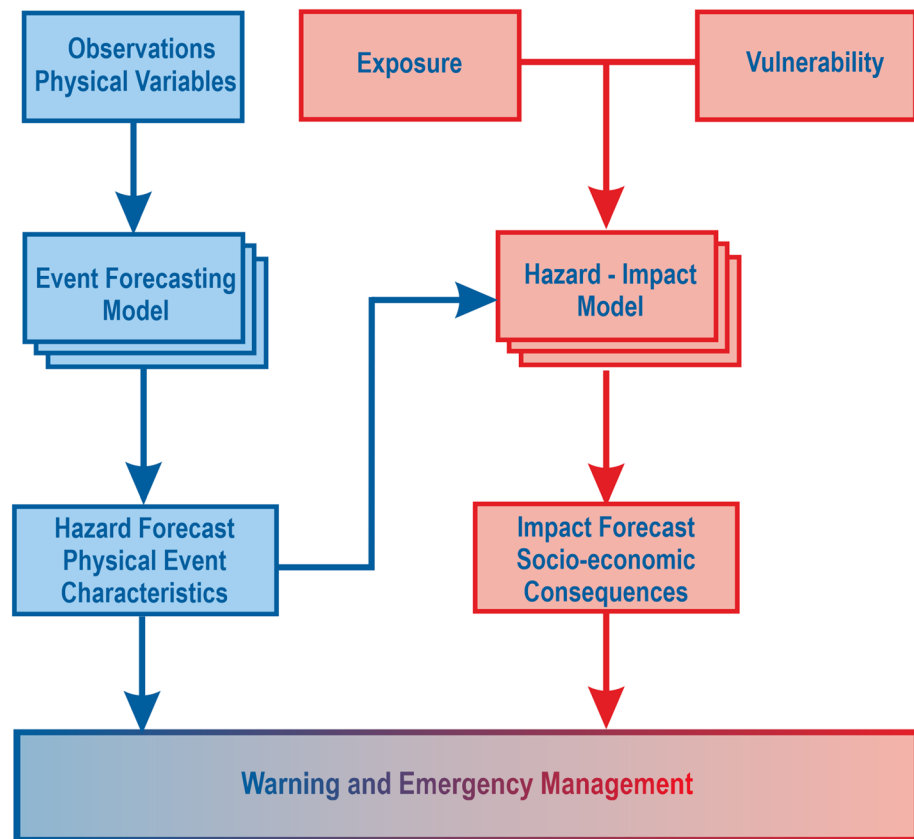 Observations
Physical Variables
Exposure
Vulnerability
Event Forecasting
Model
Hazard - Impact
Model
Hazard Forecast
Physical Event
Characteristics
Impact Forecast
Socio-economic
Consequences
Warning and Emergency Management